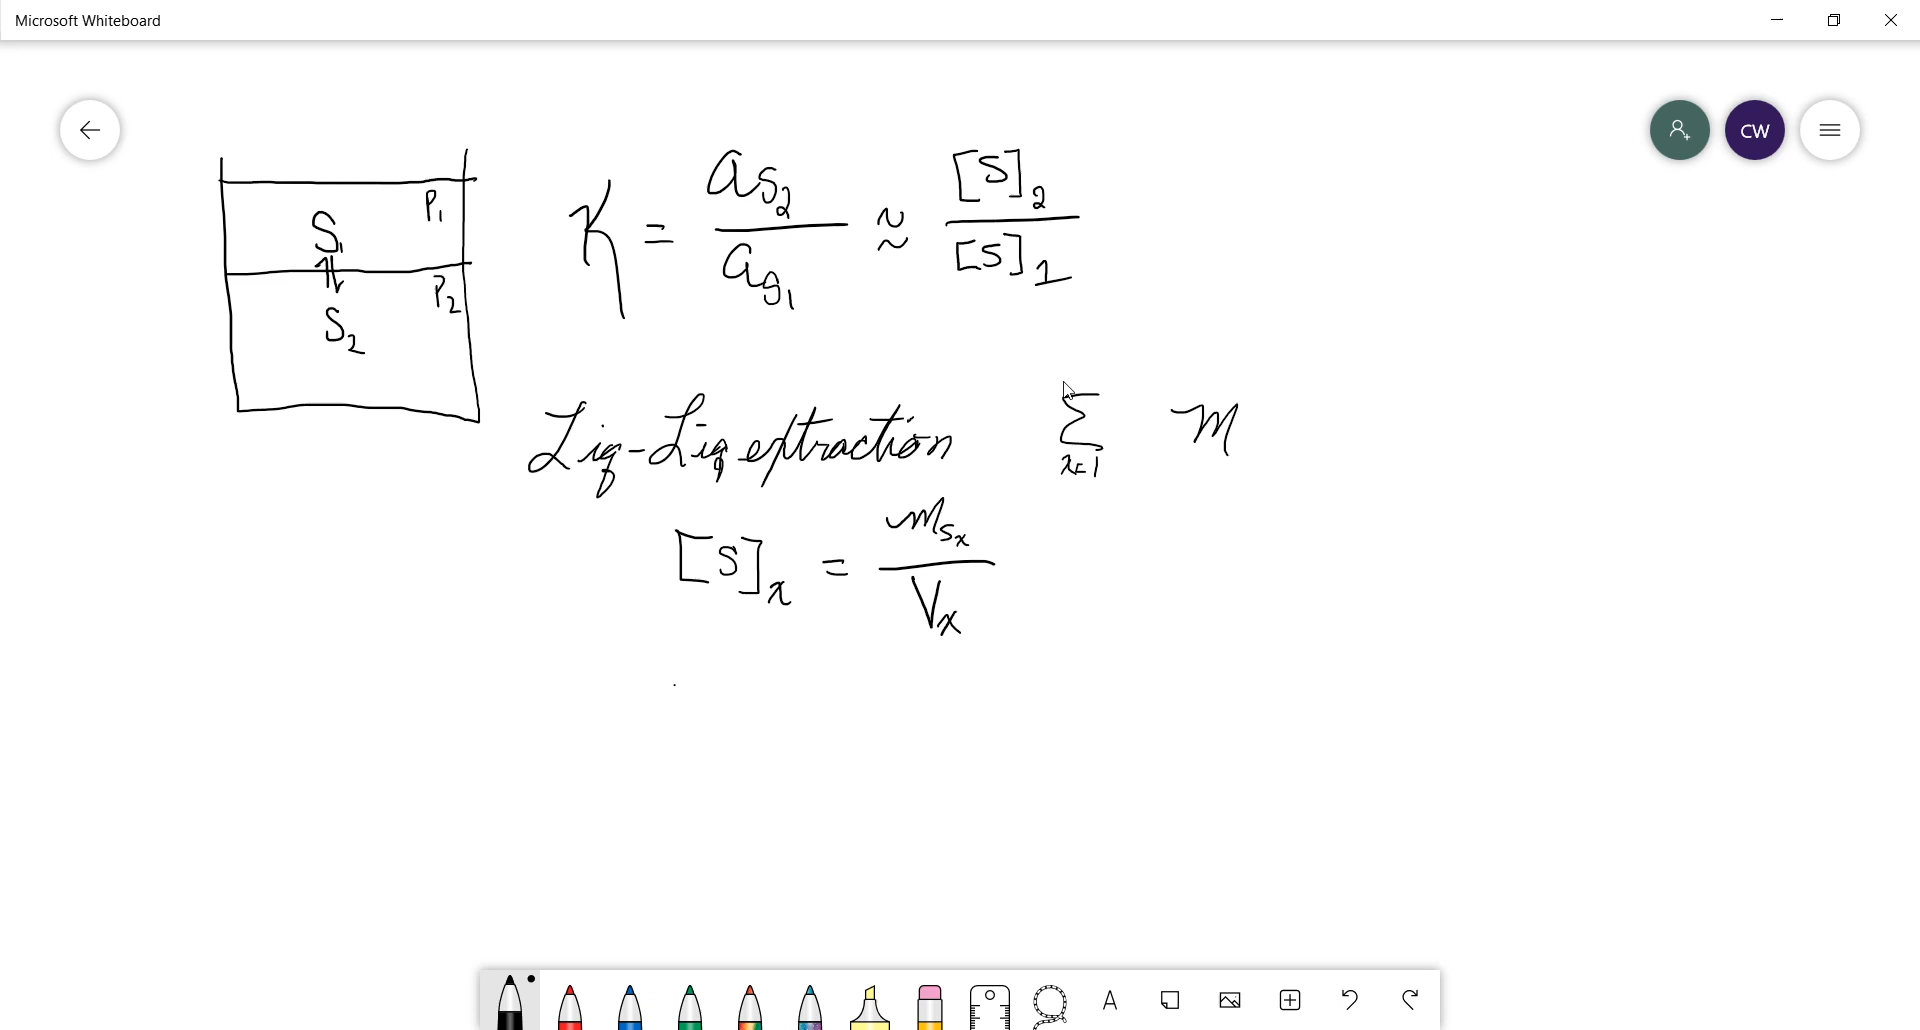 Microsoft Whiteboard
CW
P1
S1
⇅
P2
S2
K = aS2 / aS1 ≈ [S]2 / [S]1
Liq-Liq extraction
Σ x=1 m
[S]x = mSx / Vx
A